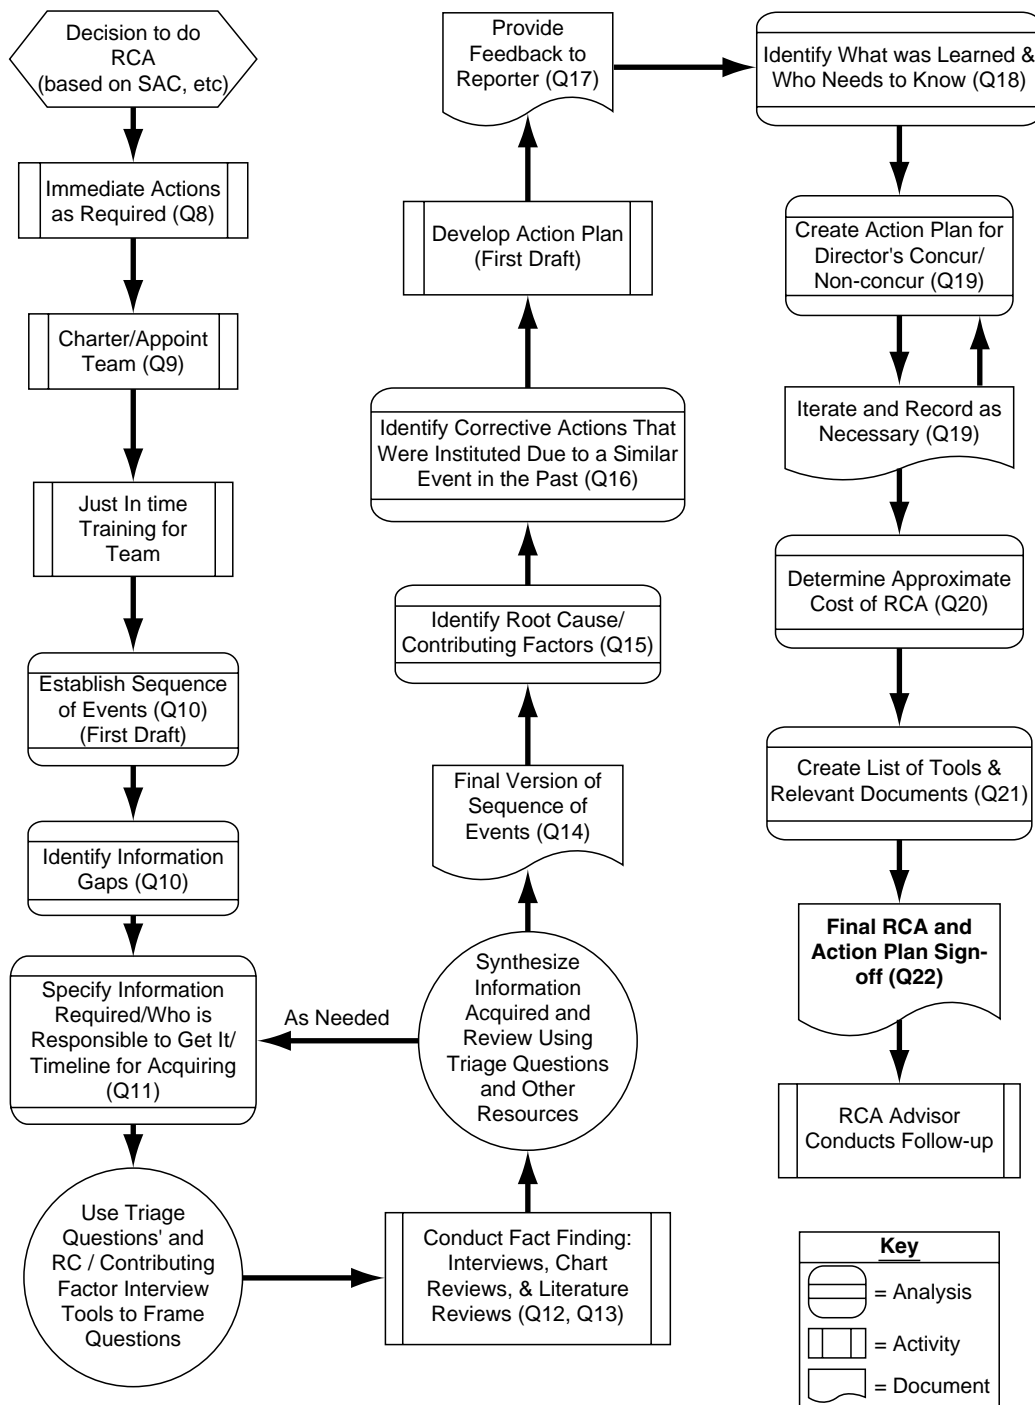 Decision to do
RCA
(based on SAC, etc)
Immediate Actions
as Required (Q8)
Charter/Appoint
Team (Q9)
Just In time
Training for
Team
Establish Sequence
of Events (Q10)
(First Draft)
Identify Information
Gaps (Q10)
Specify Information
Required/Who is
Responsible to Get It/
Timeline for Acquiring
(Q11)
Use Triage
Questions' and
RC / Contributing
Factor Interview
Tools to Frame
Questions
Conduct Fact Finding:
Interviews, Chart
Reviews, & Literature
Reviews (Q12, Q13)
Synthesize
Information
Acquired and
Review Using
Triage Questions
and Other
Resources
As Needed
Final Version of
Sequence of
Events (Q14)
Identify Root Cause/
Contributing Factors (Q15)
Identify Corrective Actions That
Were Instituted Due to a Similar
Event in the Past (Q16)
Develop Action Plan
(First Draft)
Provide
Feedback to
Reporter (Q17)
Identify What was Learned &
Who Needs to Know (Q18)
Create Action Plan for
Director's Concur/
Non-concur (Q19)
Iterate and Record as
Necessary (Q19)
Determine Approximate
Cost of RCA (Q20)
Create List of Tools &
Relevant Documents (Q21)
Final RCA and
Action Plan Sign-
off (Q22)
RCA Advisor
Conducts Follow-up
Key
= Analysis
= Activity
= Document